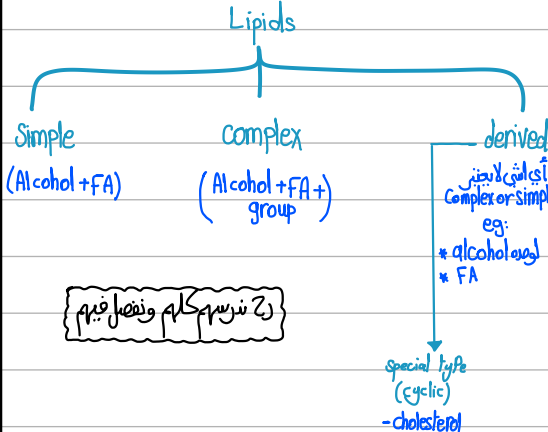 Lipids
Simple
(Alcohol+FA)
Complex
(Alcohol+FA+
group)
derived
أي اشي لا يعتبر
Complex or simpl
eg:
* alcohol لوحده
* FA
special type
(cyclic)
- cholesterol
رح ندرسهم كلهم ونفصل فيهم